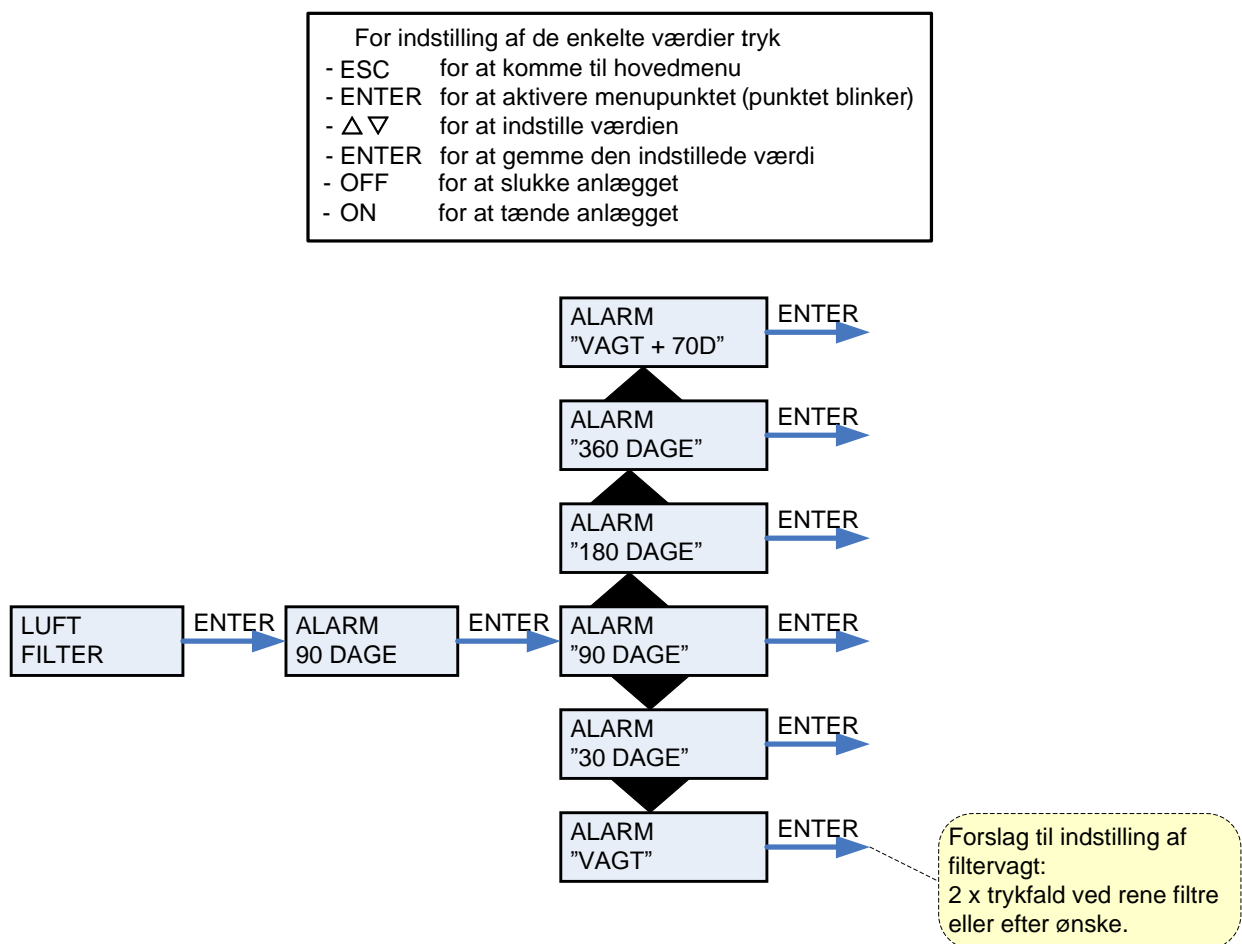 For indstilling af de enkelte værdier tryk
- ESC for at komme til hovedmenu
- ENTER for at aktivere menupunktet (punktet blinker)
- △▽ for at indstille værdien
- ENTER for at gemme den indstillede værdi
- OFF for at slukke anlægget
- ON for at tænde anlægget
ALARM
”VAGT + 70D”
ENTER
ALARM
”360 DAGE”
ENTER
ALARM
”180 DAGE”
ENTER
LUFT
FILTER
ENTER
ALARM
90 DAGE
ENTER
ALARM
”90 DAGE”
ENTER
ALARM
”30 DAGE”
ENTER
ALARM
”VAGT”
ENTER
Forslag til indstilling af
filtervagt:
2 x trykfald ved rene filtre
eller efter ønske.